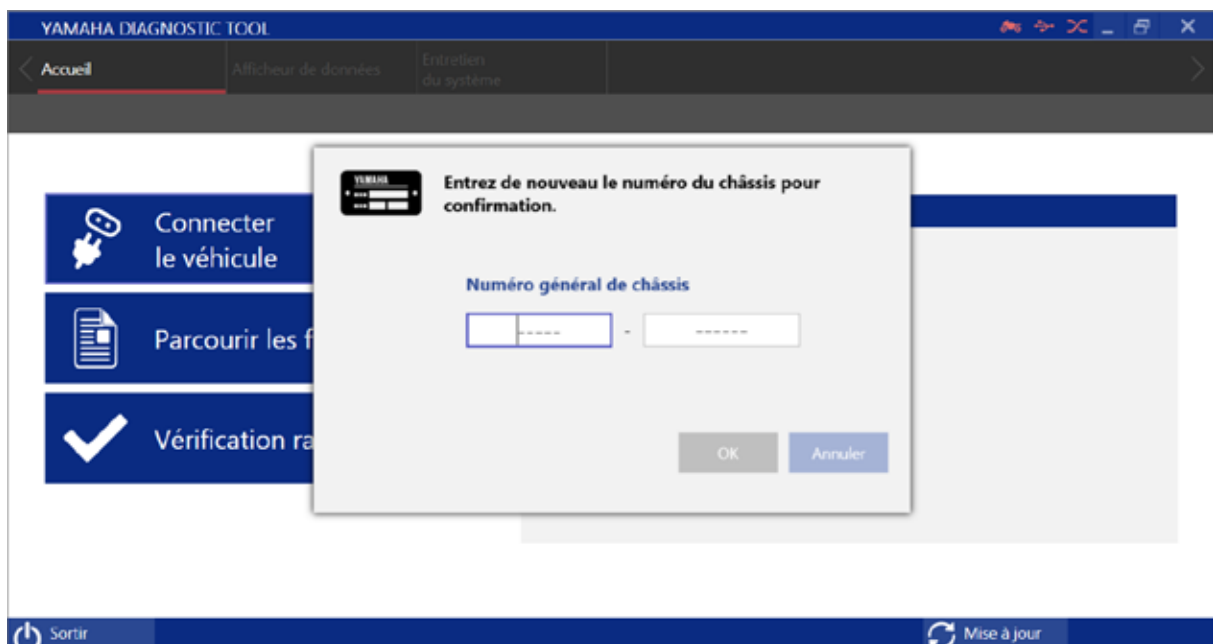 YAMAHA DIAGNOSTIC TOOL
Accueil
Afficheur de données
Entretien
du système
YAMAHA
Entrez de nouveau le numéro du châssis pour
confirmation.
Connecter
le véhicule
Numéro général de châssis
----- - ------
Parcourir les f
Vérification ra
OK
Annuler
Sortir
Mise à jour